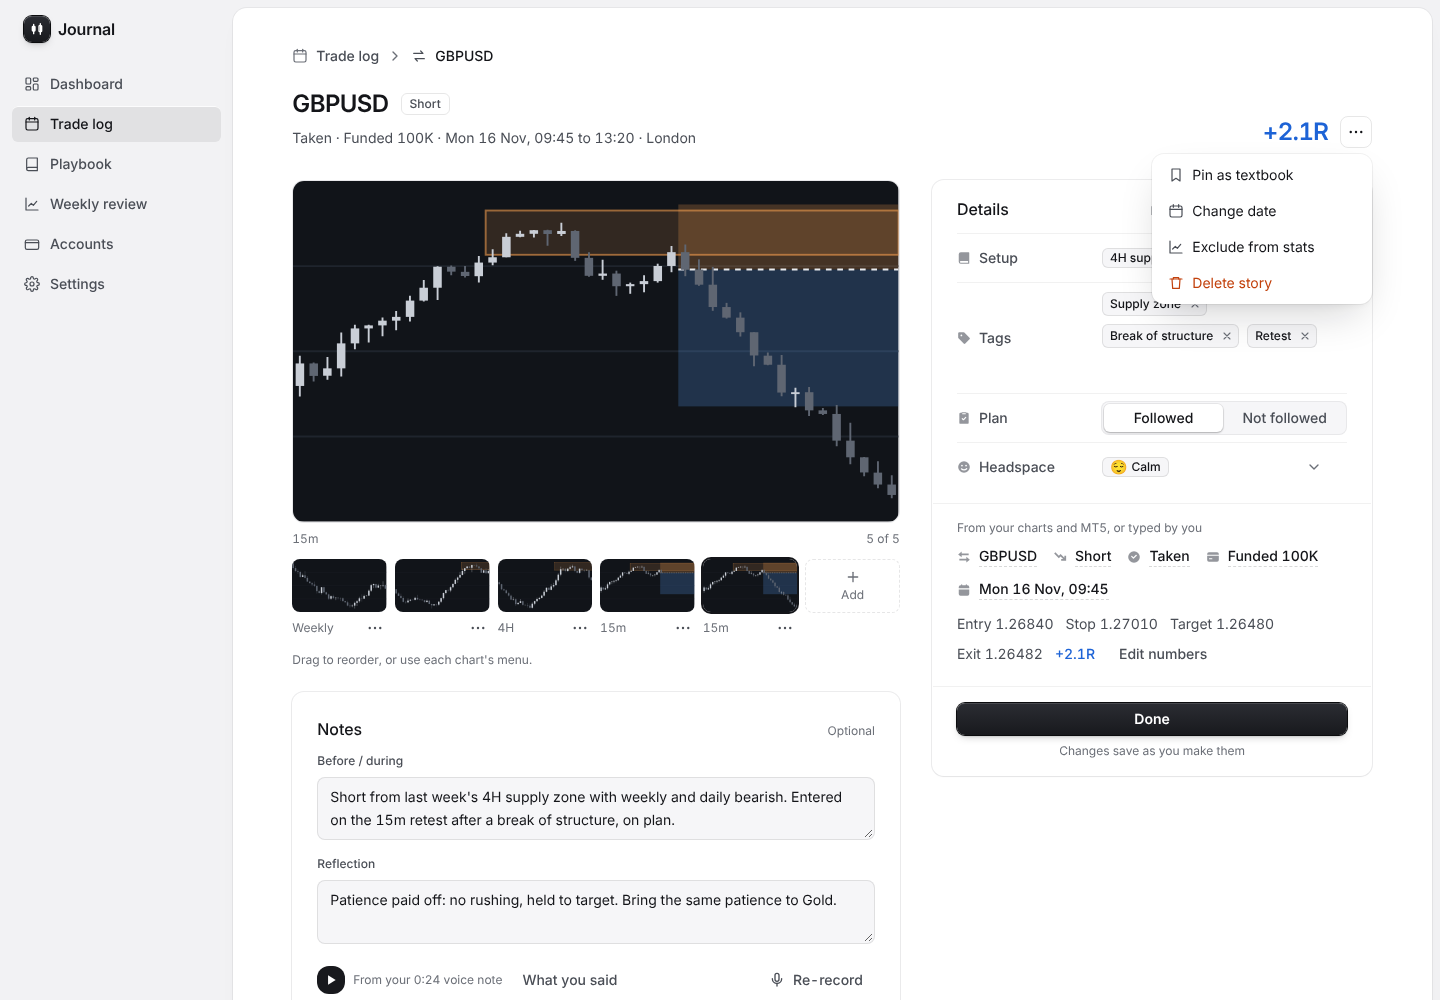 Journal
Dashboard
Trade log
Playbook
Weekly review
Accounts
Settings
Trade log > GBPUSD
GBPUSD Short
Taken · Funded 100K · Mon 16 Nov, 09:45 to 13:20 · London
+2.1R
Pin as textbook
Change date
Exclude from stats
Delete story
15m 5 of 5
Add
Weekly
4H
15m
15m
Drag to reorder, or use each chart's menu.
Notes Optional
Before / during
Short from last week's 4H supply zone with weekly and daily bearish. Entered
on the 15m retest after a break of structure, on plan.
Reflection
Patience paid off: no rushing, held to target. Bring the same patience to Gold.
From your 0:24 voice note What you said Re-record
Details
Setup 4H
Tags Supply zone
Break of structure Retest
Plan Followed Not followed
Headspace 😌 Calm
From your charts and MT5, or typed by you
GBPUSD Short Taken Funded 100K
Mon 16 Nov, 09:45
Entry 1.26840 Stop 1.27010 Target 1.26480
Exit 1.26482 +2.1R Edit numbers
Done
Changes save as you make them